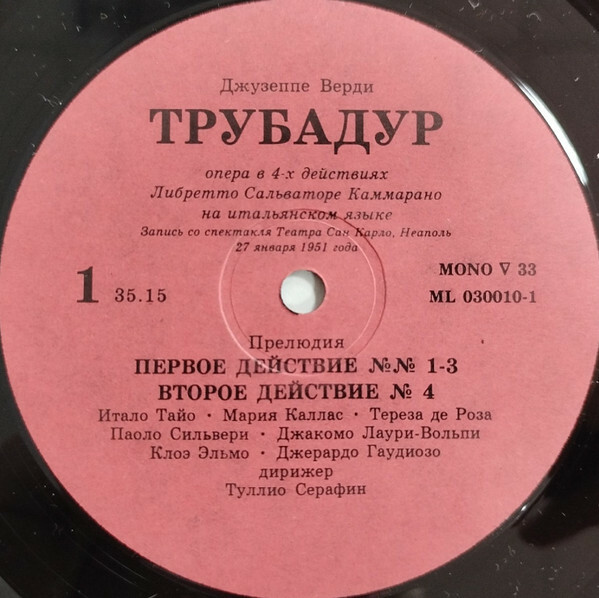 Джузеппе Верди
ТРУБАДУР
опера в 4-х действиях
Либретто Сальваторе Каммарано
на итальянском языке
Запись со спектакля Театра Сан Карло, Неаполь
27 января 1951 года
1 35.15
MONO ∇ 33
ML 030010-1
Прелюдия
ПЕРВОЕ ДЕЙСТВИЕ №№ 1-3
ВТОРОЕ ДЕЙСТВИЕ № 4
Итало Тайо · Мария Каллас · Тереза де Роза
Паоло Сильвери · Джакомо Лаури-Вольпи
Клоэ Эльмо · Джерардо Гаудиозо
дирижер
Туллио Серафин